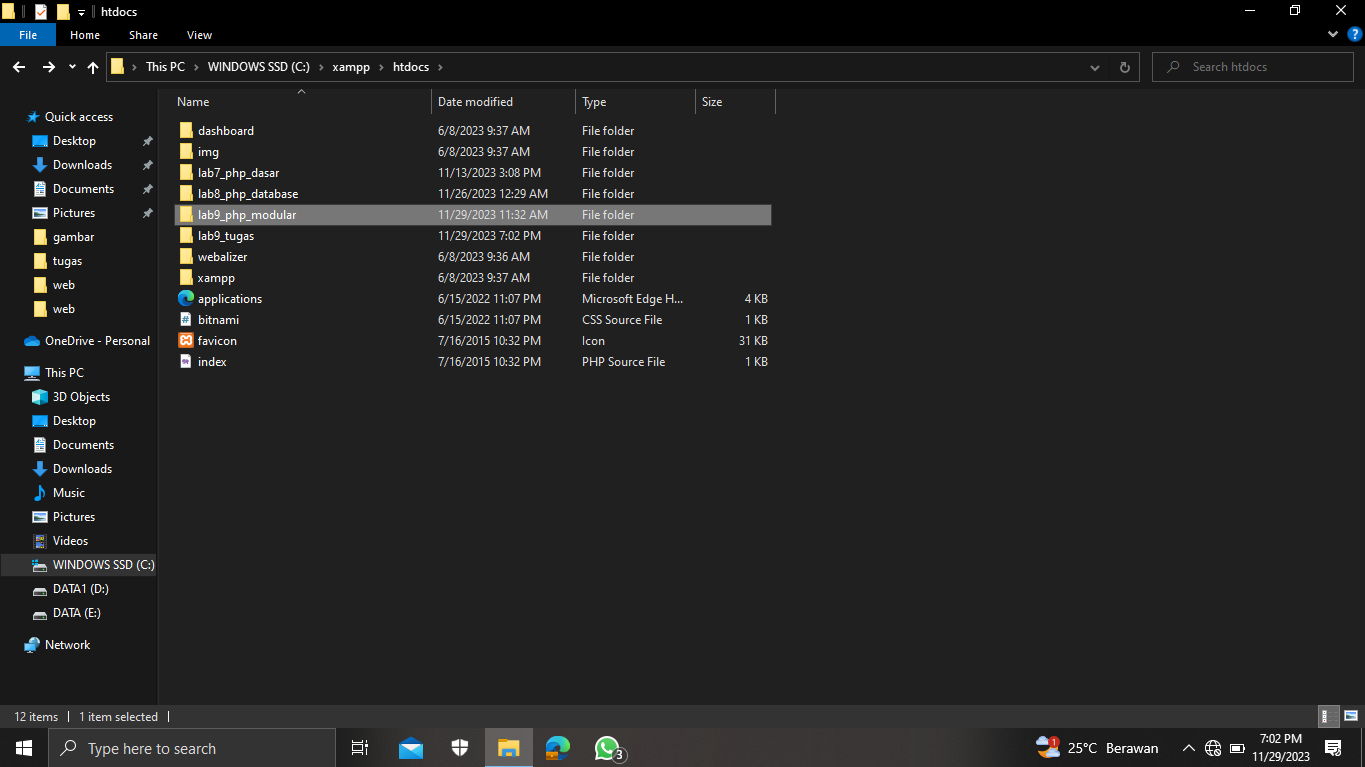 htdocs
File Home Share View
This PC WINDOWS SSD (C:) xampp htdocs Search htdocs
Name Date modified Type Size
Quick access
Desktop
Downloads
Documents
Pictures
gambar
tugas
web
web
OneDrive - Personal
This PC
3D Objects
Desktop
Documents
Downloads
Music
Pictures
Videos
WINDOWS SSD (C:)
DATA1 (D:)
DATA (E:)
Network
dashboard 6/8/2023 9:37 AM File folder
img 6/8/2023 9:37 AM File folder
lab7_php_dasar 11/13/2023 3:08 PM File folder
lab8_php_database 11/26/2023 12:29 AM File folder
lab9_php_modular 11/29/2023 11:32 AM File folder
lab9_tugas 11/29/2023 7:02 PM File folder
webalizer 6/8/2023 9:36 AM File folder
xampp 6/8/2023 9:37 AM File folder
applications 6/15/2022 11:07 PM Microsoft Edge H... 4 KB
bitnami 6/15/2022 11:07 PM CSS Source File 1 KB
favicon 7/16/2015 10:32 PM Icon 31 KB
index 7/16/2015 10:32 PM PHP Source File 1 KB
12 items 1 item selected
Type here to search 3 1 25°C Berawan 7:02 PM
11/29/2023